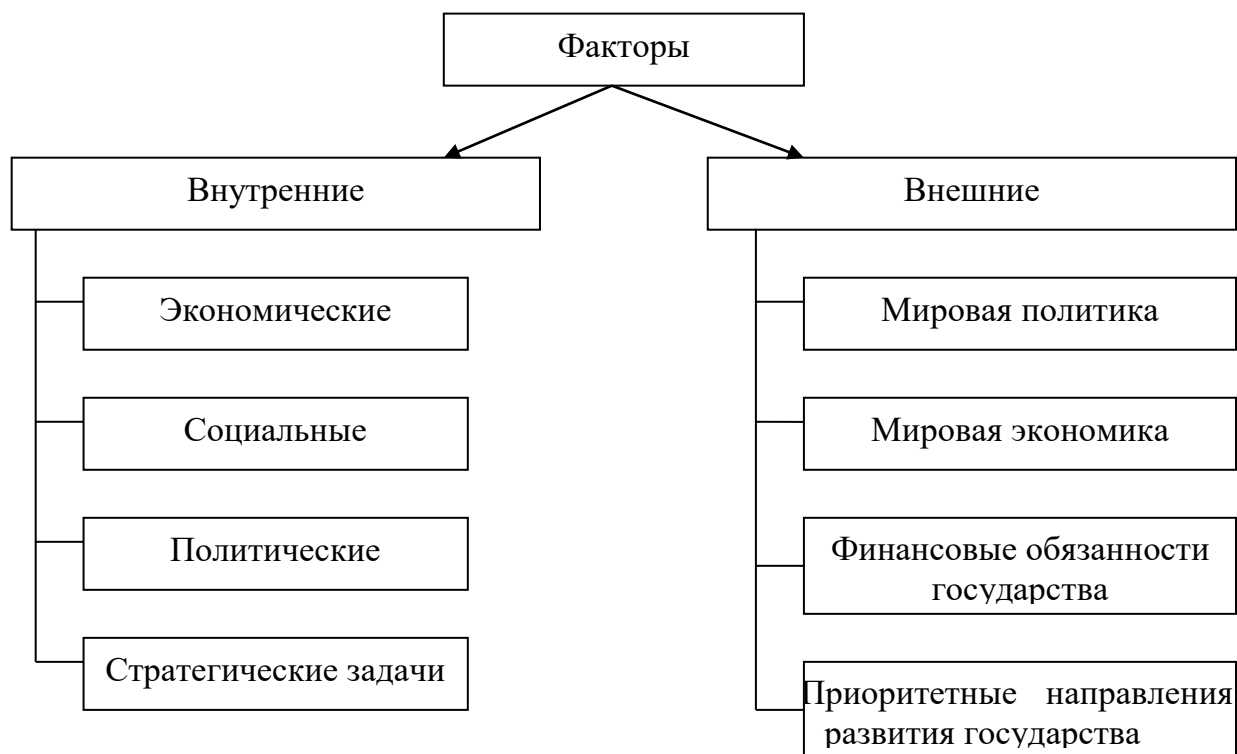 Факторы
Внутренние
Экономические
Социальные
Политические
Стратегические задачи
Внешние
Мировая политика
Мировая экономика
Финансовые обязанности
государства
Приоритетные направления
развития государства